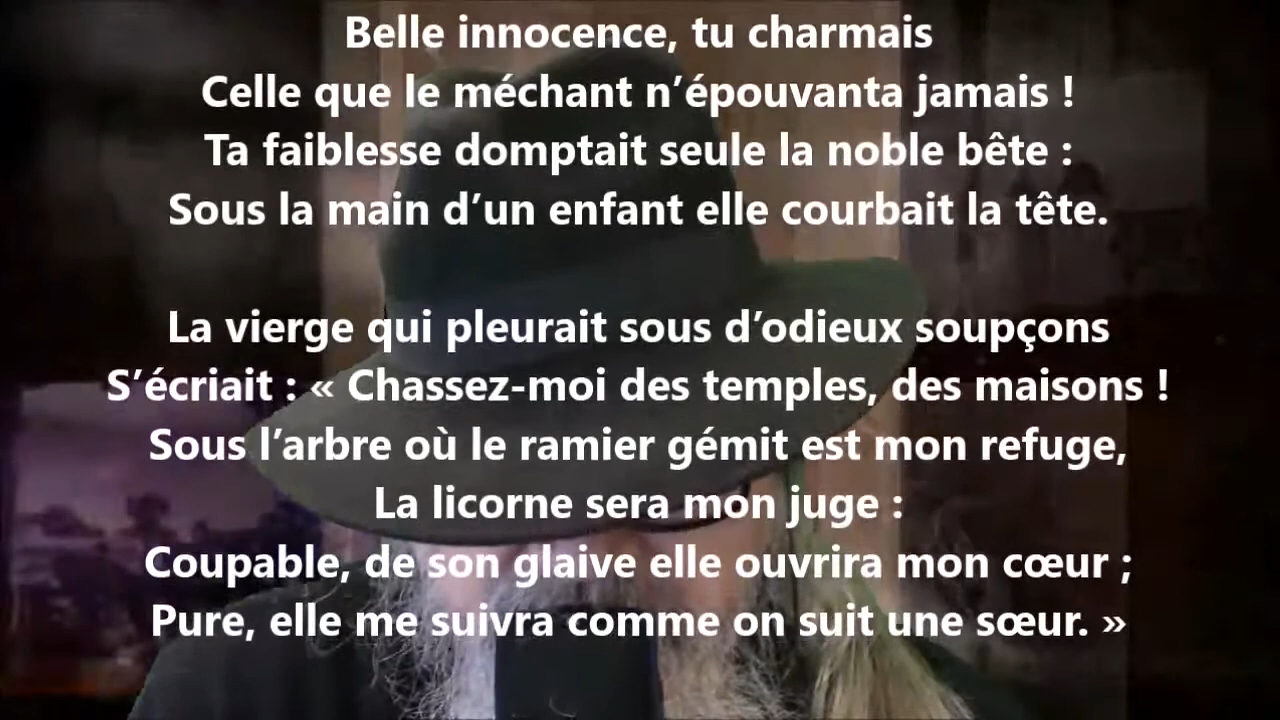 Belle innocence, tu charmais
Celle que le méchant n’épouvanta jamais !
Ta faiblesse domptait seule la noble bête :
Sous la main d’un enfant elle courbait la tête.

La vierge qui pleurait sous d’odieux soupçons
S’écriait : « Chassez-moi des temples, des maisons !
Sous l’arbre où le ramier gémit est mon refuge,
La licorne sera mon juge :
Coupable, de son glaive elle ouvrira mon cœur ;
Pure, elle me suivra comme on suit une sœur. »